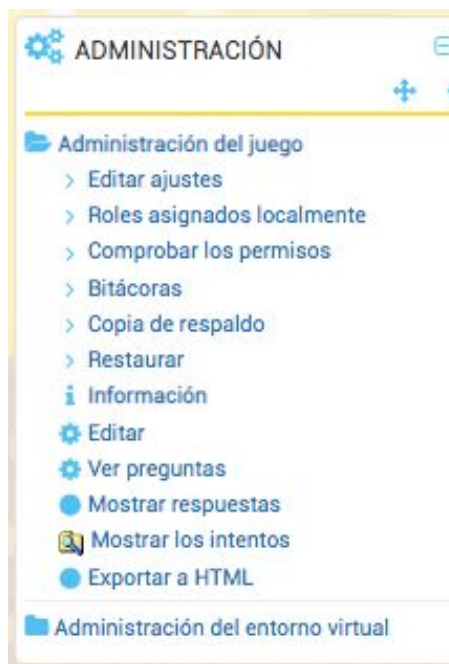 ADMINISTRACIÓN
Administración del juego
Editar ajustes
Roles asignados localmente
Comprobar los permisos
Bitácoras
Copia de respaldo
Restaurar
Información
Editar
Ver preguntas
Mostrar respuestas
Mostrar los intentos
Exportar a HTML
Administración del entorno virtual